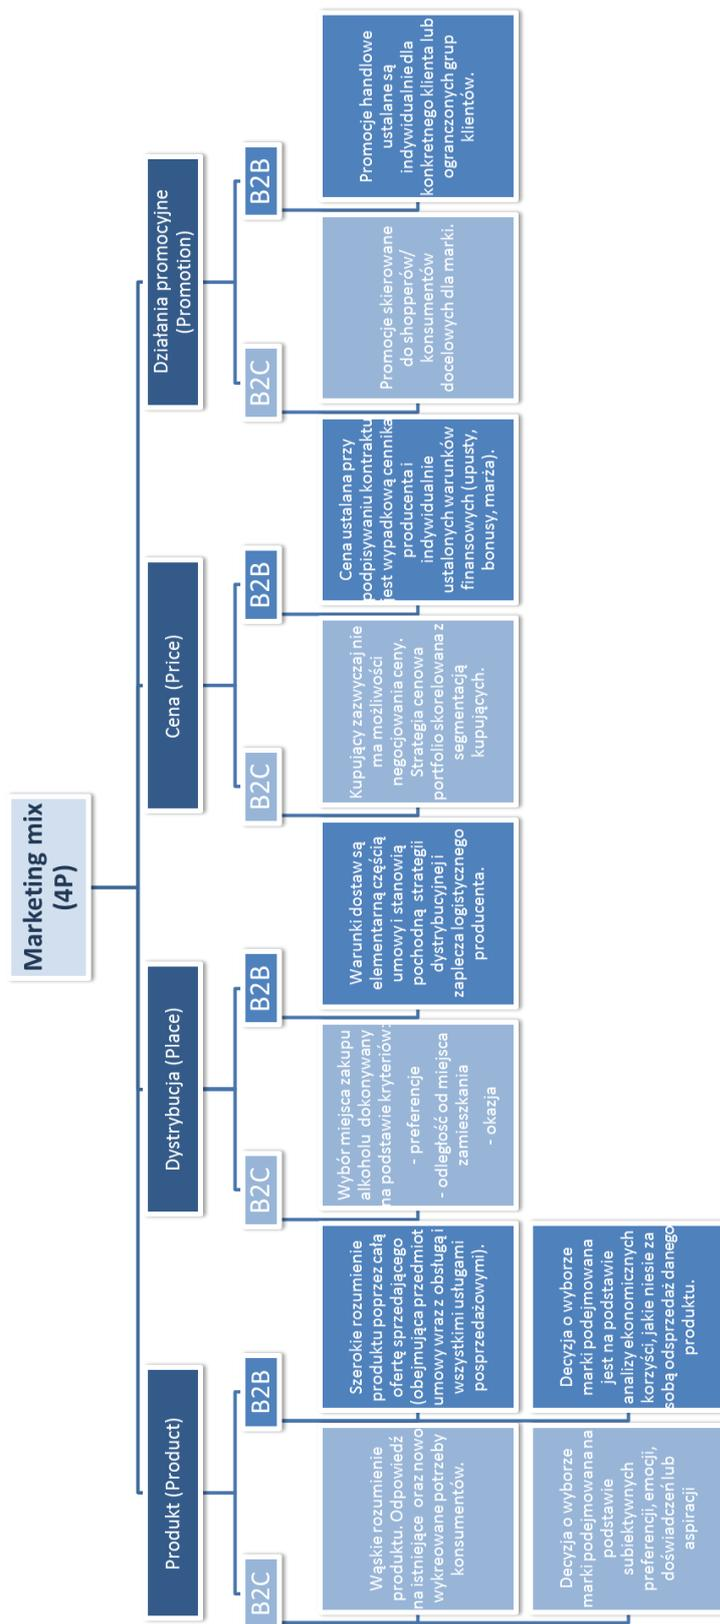 Marketing mix
(4P)
Produkt (Product)
B2C
Wąskie rozumienie
produktu. Odpowiedź
na istniejące oraz nowo
wykreowane potrzeby
konsumentów.
Decyzja o wyborze
marki podejmowana na
podstawie
subiektywnych
preferencji, emocji,
doświadczeń lub
aspiracji
B2B
Szerokie rozumienie
produktu poprzez całą
ofertę sprzedającego
(obejmująca przedmiot
umowy wraz z obsługą i
wszystkimi usługami
posprzedażowymi).
Decyzja o wyborze
marki podejmowana
jest na podstawie
analizy ekonomicznych
korzyści, jakie niesie za
sobą odsprzedaż danego
produktu.
Dystrybucja (Place)
B2C
Wybór miejsca zakupu
alkoholu dokonywany
na podstawie kryteriów:
- preferencje
- odległość od miejsca
zamieszkania
- okazja
B2B
Warunki dostaw są
elementarną częścią
umowy i stanowią
pochodną strategii
dystrybucyjnej i
zaplecza logistycznego
producenta.
Cena (Price)
B2C
Kupujący zazwyczaj nie
ma możliwości
negocjowania ceny.
Strategia cenowa
portfolio skorelowana z
segmentacją
kupujących.
B2B
Cena ustalana przy
podpisywaniu kontraktu
jest wypadkową cennika
producenta i
indywidualnie
ustalonych warunków
finansowych (upusty,
bonusy, marża).
Działania promocyjne
(Promotion)
B2C
Promocje skierowane
do shopperów/
konsumentów
docelowych dla marki.
B2B
Promocje handlowe
ustalane są
indywidualnie dla
konkretnego klienta lub
ogranczonych grup
klientów.